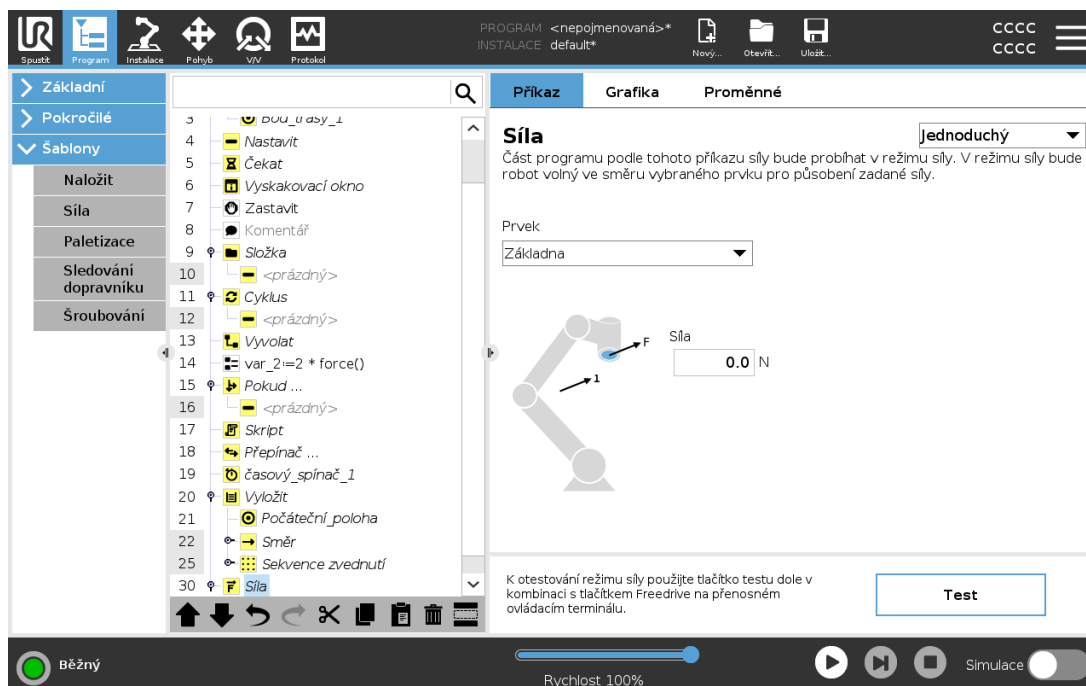 PROGRAM <nepojmenovaná>*
INSTALACE default*
Spustit
Program
Instalace
Pohyb
V/V
Protokol
Nový...
Otevřít...
Uložit...
CCCC
CCCC
Základní
Pokročilé
Šablony
Naložit
Síla
Paletizace
Sledování
dopravníku
Šroubování
3 Bod_trasy_1
4 Nastavit
5 Čekat
6 Vyskakovací okno
7 Zastavit
8 Komentář
9 Složka
10 <prázdný>
11 Cyklus
12 <prázdný>
13 Vyvolat
14 var_2:=2 * force()
15 Pokud ...
16 <prázdný>
17 Skript
18 Přepínač ...
19 časový_spínač_1
20 Vyložit
21 Počáteční_poloha
22 Směr
25 Sekvence zvednutí
30 Síla
Příkaz
Grafika
Proměnné
Síla
Jednoduchý
Část programu podle tohoto příkazu síly bude probíhat v režimu síly. V režimu síly bude
robot volný ve směru vybraného prvku pro působení zadané síly.
Prvek
Základna
F
1
Síla
0.0 N
K otestování režimu síly použijte tlačítko testu dole v
kombinaci s tlačítkem Freedrive na přenosném
ovládacím terminálu.
Test
Běžný
Rychlost 100%
Simulace